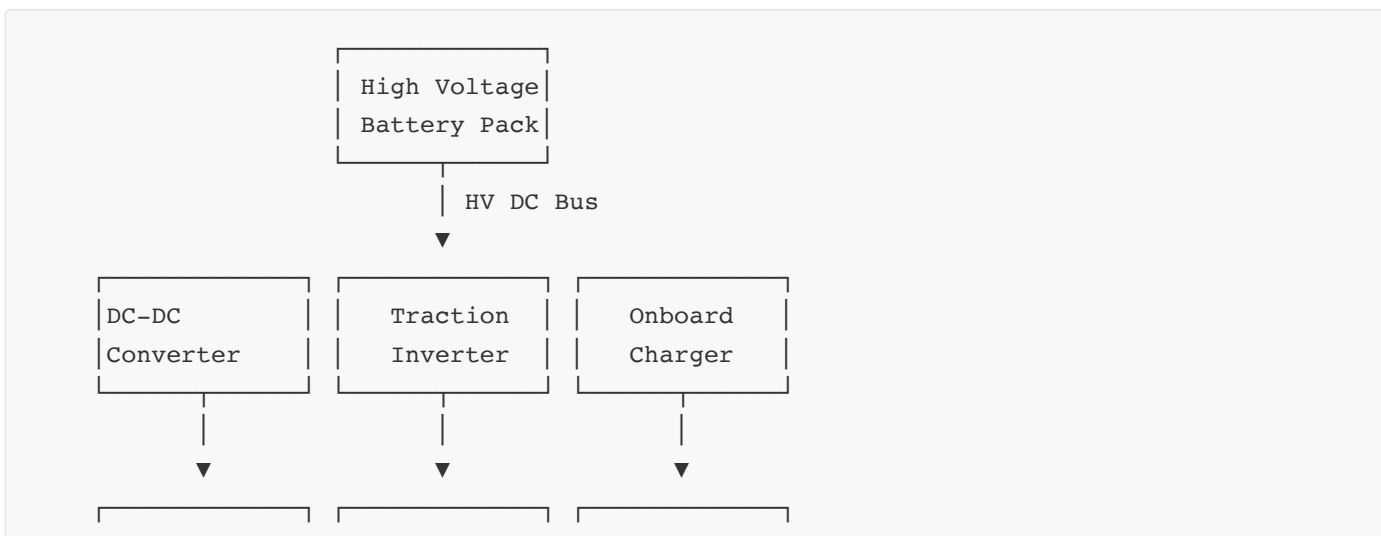 High Voltage
Battery Pack
HV DC Bus
DC-DC Traction Onboard
Converter Inverter Charger